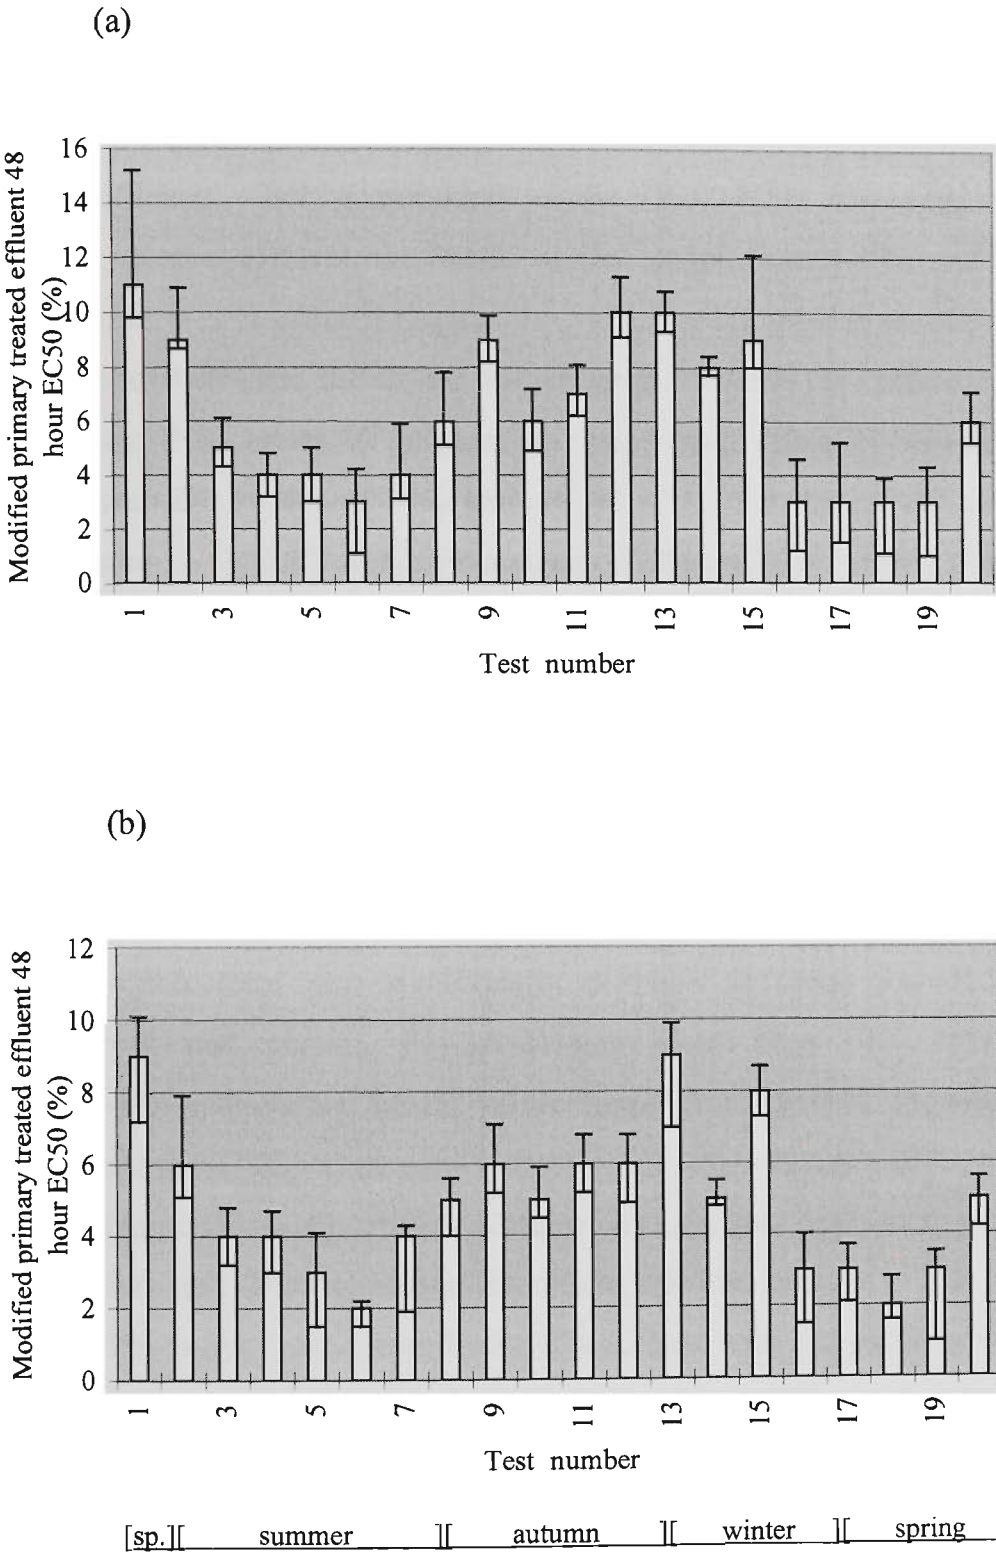 (a)
Modified primary treated effluent 48
hour EC50 (%)
16
14
12
10
8
6
4
2
0
1 3 5 7 9 11 13 15 17 19
Test number
(b)
Modified primary treated effluent 48
hour EC50 (%)
12
10
8
6
4
2
0
1 3 5 7 9 11 13 15 17 19
Test number
[sp.][ summer ][ autumn ][ winter ][ spring